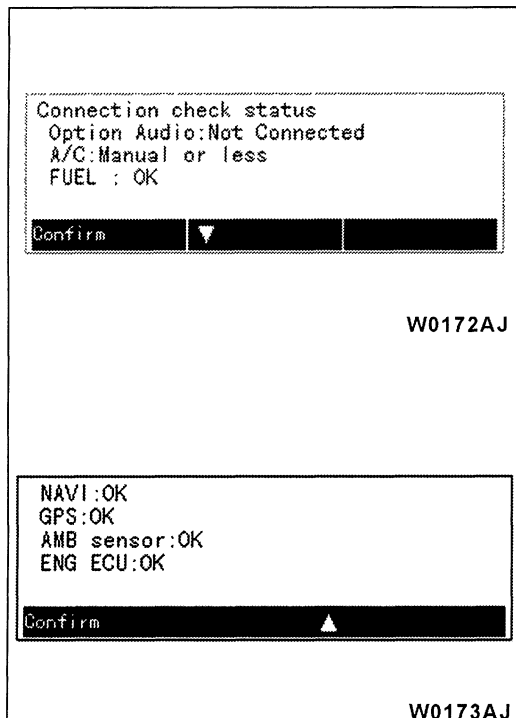 Connection check status
Option Audio:Not Connected
A/C:Manual or less
FUEL : OK
Confirm ▼
W0172AJ
NAVI:OK
GPS:OK
AMB sensor:OK
ENG ECU:OK
Confirm ▲
W0173AJ